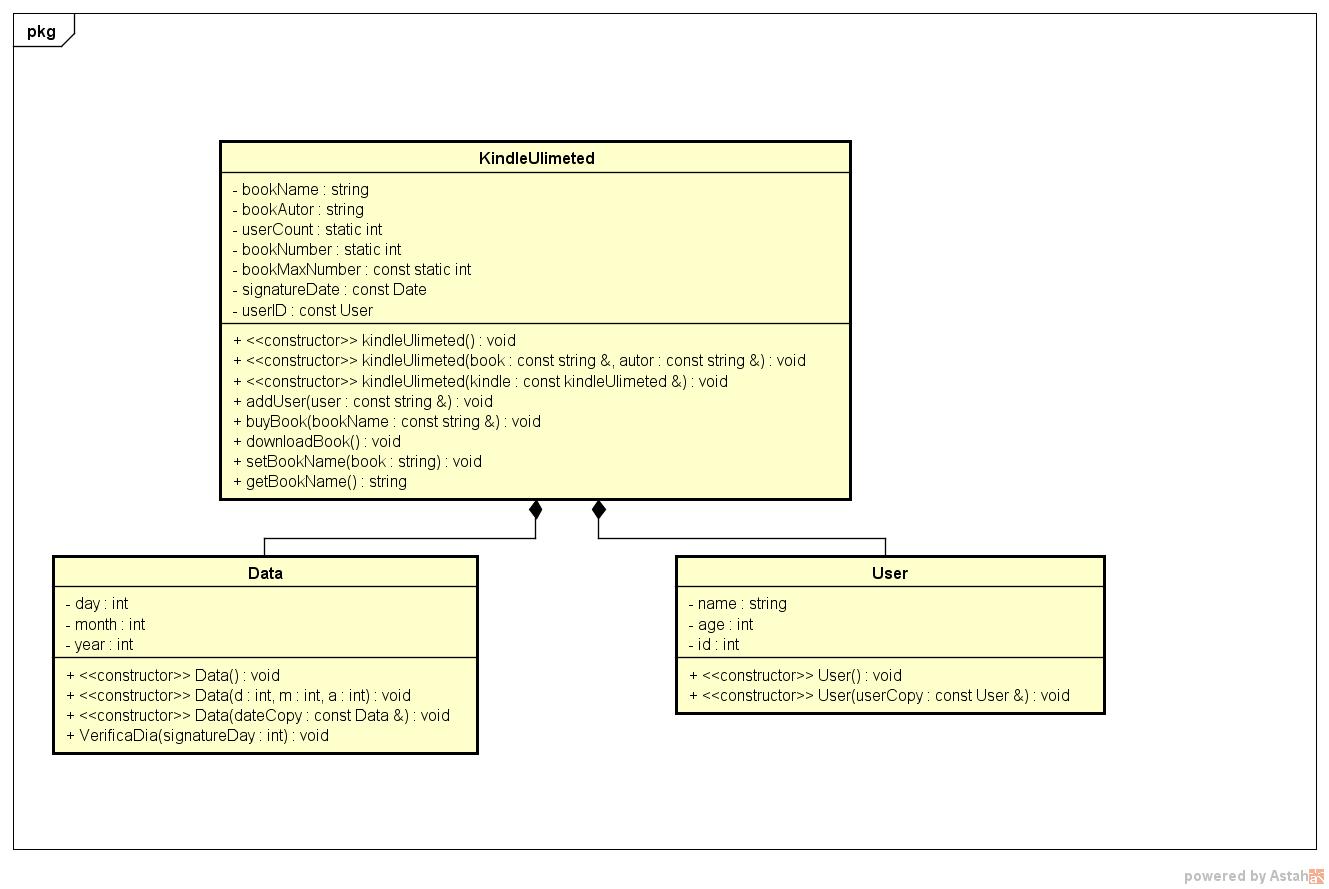 pkg
KindleUlimeted
- bookName : string
- bookAutor : string
- userCount : static int
- bookNumber : static int
- bookMaxNumber : const static int
- signatureDate : const Date
- userID : const User
+ <<constructor>> kindleUlimeted() : void
+ <<constructor>> kindleUlimeted(book : const string &, autor : const string &) : void
+ <<constructor>> kindleUlimeted(kindle : const kindleUlimeted &) : void
+ addUser(user : const string &) : void
+ buyBook(bookName : const string &) : void
+ downloadBook() : void
+ setBookName(book : string) : void
+ getBookName() : string
Data
- day : int
- month : int
- year : int
+ <<constructor>> Data() : void
+ <<constructor>> Data(d : int, m : int, a : int) : void
+ <<constructor>> Data(dateCopy : const Data &) : void
+ VerificaDia(signatureDay : int) : void
User
- name : string
- age : int
- id : int
+ <<constructor>> User() : void
+ <<constructor>> User(userCopy : const User &) : void
powered by Astah